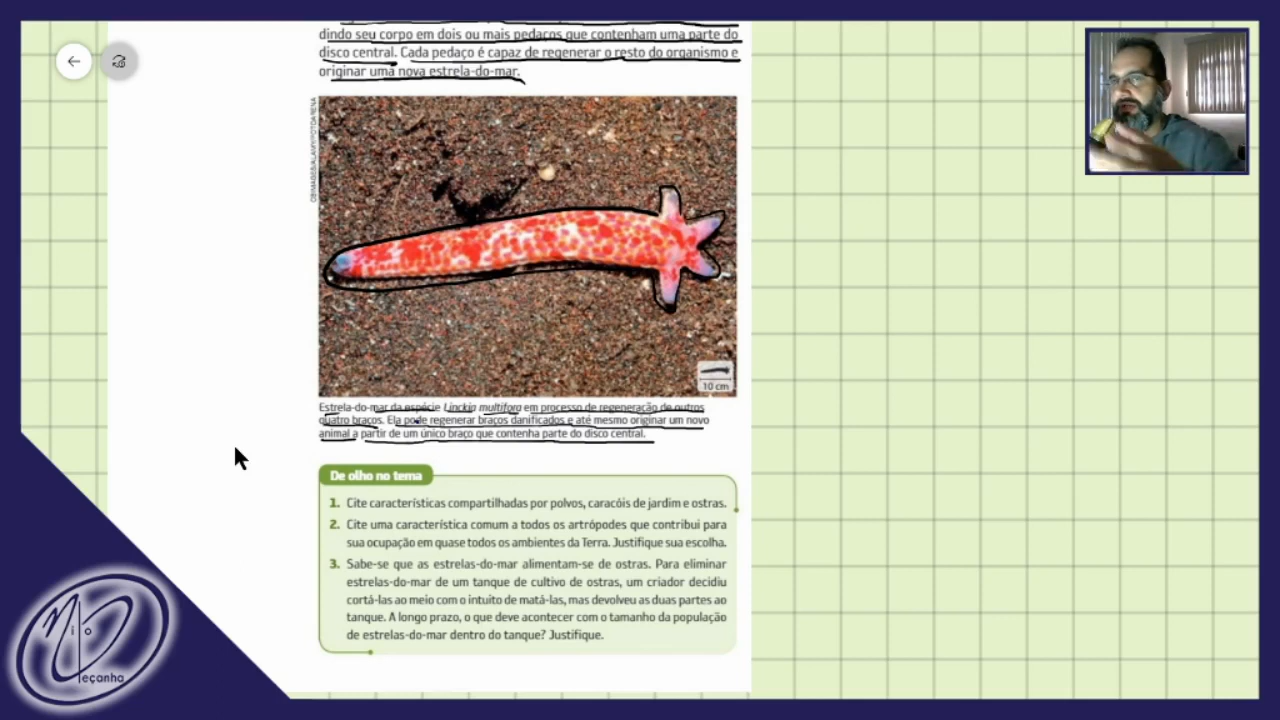 dindo seu corpo em dois ou mais pedaços que contenham uma parte do
disco central. Cada pedaço é capaz de regenerar o resto do organismo e
originar uma nova estrela-do-mar.
10 cm
Estrela-do-mar da espécie Linckia multifora em processo de regeneração de outros
quatro braços. Ela pode regenerar braços danificados e até mesmo originar um novo
animal a partir de um único braço que contenha parte do disco central.
De olho no tema
1. Cite características compartilhadas por polvos, caracóis de jardim e ostras.
2. Cite uma característica comum a todos os artrópodes que contribui para
sua ocupação em quase todos os ambientes da Terra. Justifique sua escolha.
3. Sabe-se que as estrelas-do-mar alimentam-se de ostras. Para eliminar
estrelas-do-mar de um tanque de cultivo de ostras, um criador decidiu
cortá-las ao meio com o intuito de matá-las, mas devolveu as duas partes ao
tanque. A longo prazo, o que deve acontecer com o tamanho da população
de estrelas-do-mar dentro do tanque? Justifique.